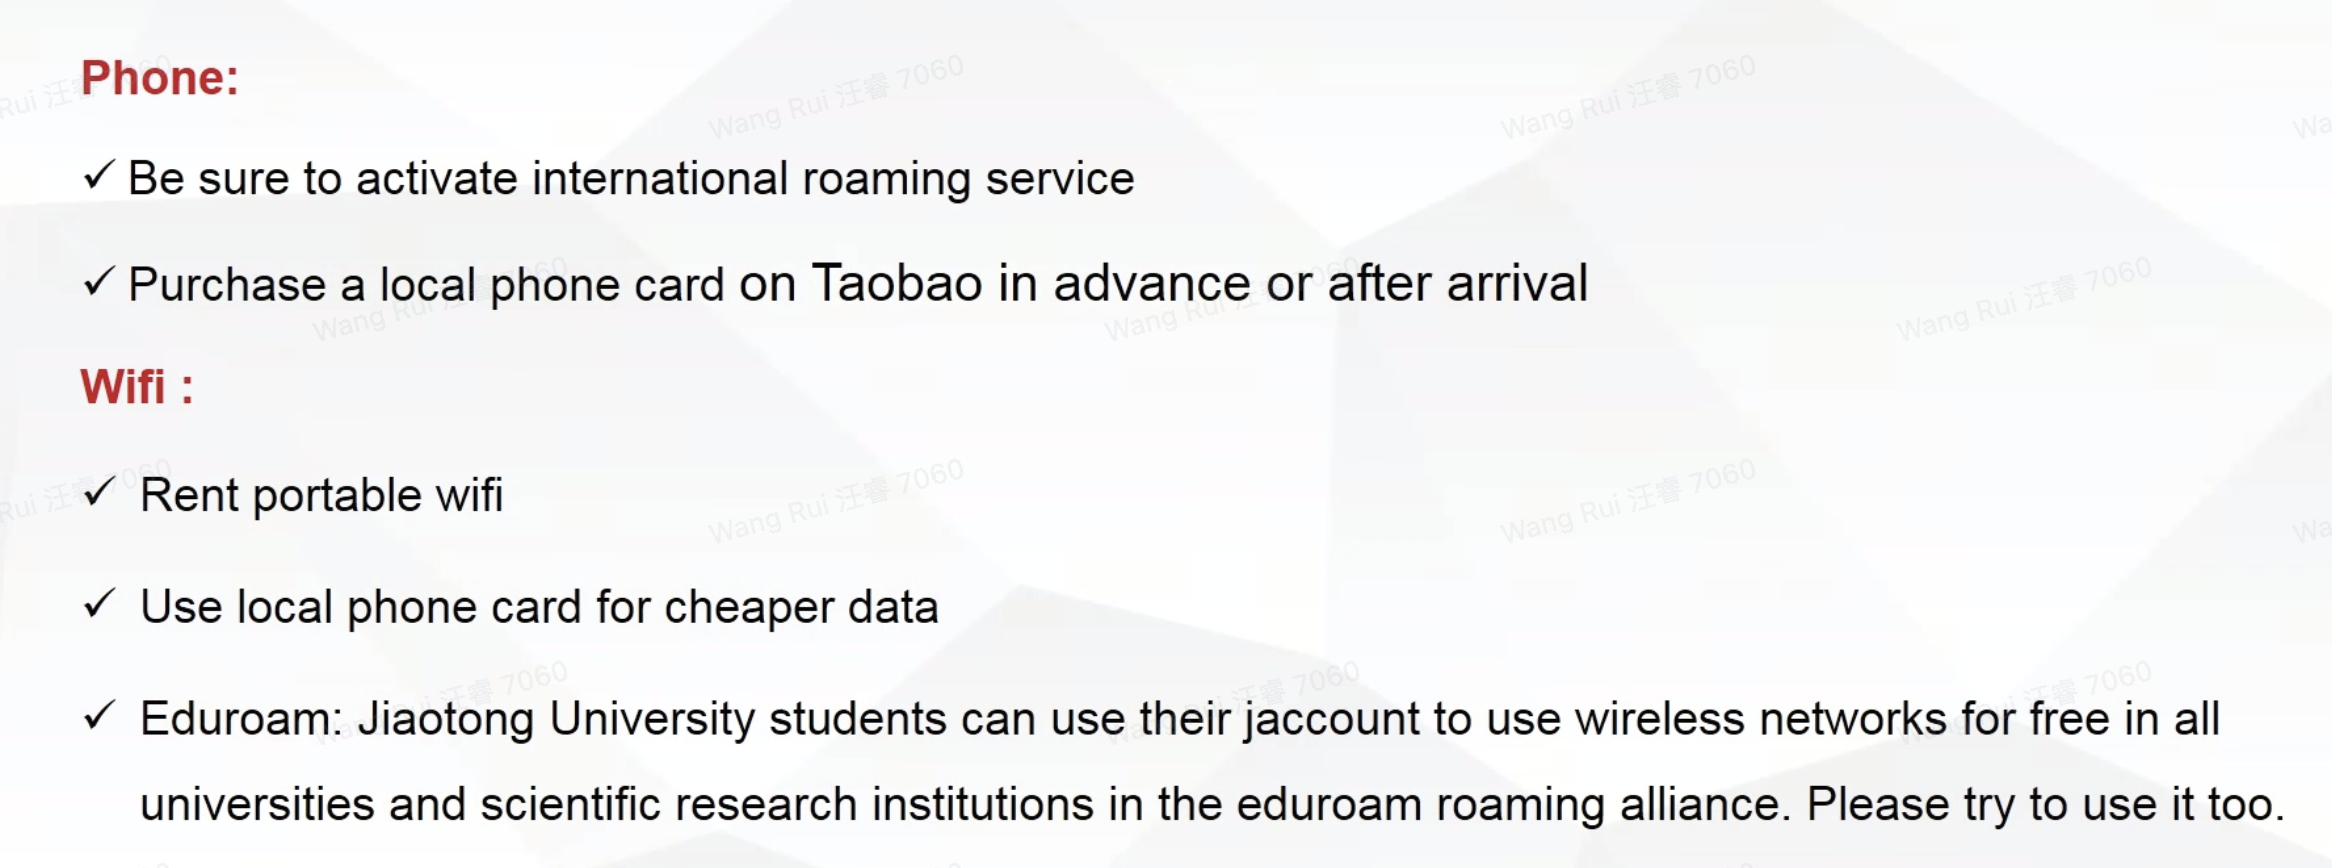 Phone:
✓ Be sure to activate international roaming service
✓ Purchase a local phone card on Taobao in advance or after arrival
Wifi :
✓ Rent portable wifi
✓ Use local phone card for cheaper data
✓ Eduroam: Jiaotong University students can use their jaccount to use wireless networks for free in all
universities and scientific research institutions in the eduroam roaming alliance. Please try to use it too.
Wang Rui 汪睿 7060